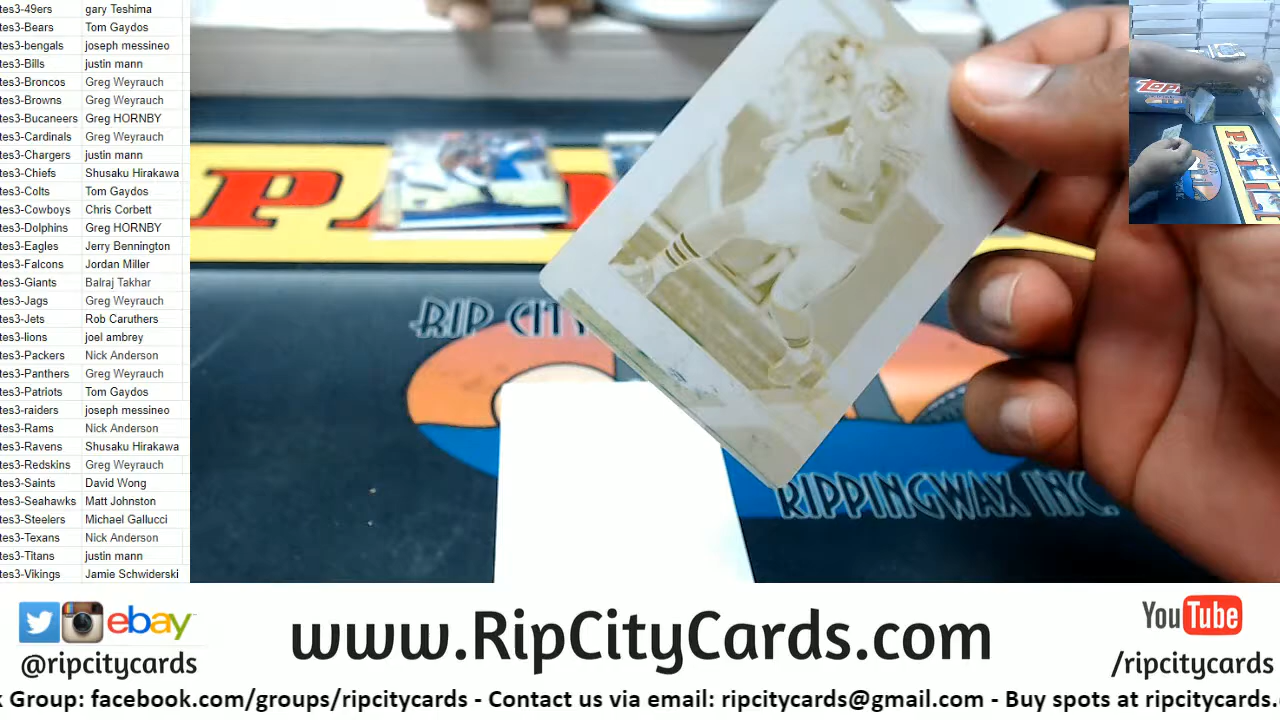 tes3-49ers gary Teshima
tes3-Bears Tom Gaydos
tes3-bengals joseph messineo
tes3-Bills justin mann
tes3-Broncos Greg Weyrauch
tes3-Browns Greg Weyrauch
tes3-Bucaneers Greg HORNBY
tes3-Cardinals Greg Weyrauch
tes3-Chargers justin mann
tes3-Chiefs Shusaku Hirakawa
tes3-Colts Tom Gaydos
tes3-Cowboys Chris Corbett
tes3-Dolphins Greg HORNBY
tes3-Eagles Jerry Bennington
tes3-Falcons Jordan Miller
tes3-Giants Balraj Takhar
tes3-Jags Greg Weyrauch
tes3-Jets Rob Caruthers
tes3-lions joel ambrey
tes3-Packers Nick Anderson
tes3-Panthers Greg Weyrauch
tes3-Patriots Tom Gaydos
tes3-raiders joseph messineo
tes3-Rams Nick Anderson
tes3-Ravens Shusaku Hirakawa
tes3-Redskins Greg Weyrauch
tes3-Saints David Wong
tes3-Seahawks Matt Johnston
tes3-Steelers Michael Gallucci
tes3-Texans Nick Anderson
tes3-Titans justin mann
tes3-Vikings Jamie Schwiderski
RIP CITY
RIPPINGWAX INC.
ebay
@ripcitycards
www.RipCityCards.com
YouTube
/ripcitycards
k Group: facebook.com/groups/ripcitycards - Contact us via email: ripcitycards@gmail.com - Buy spots at ripcitycards.